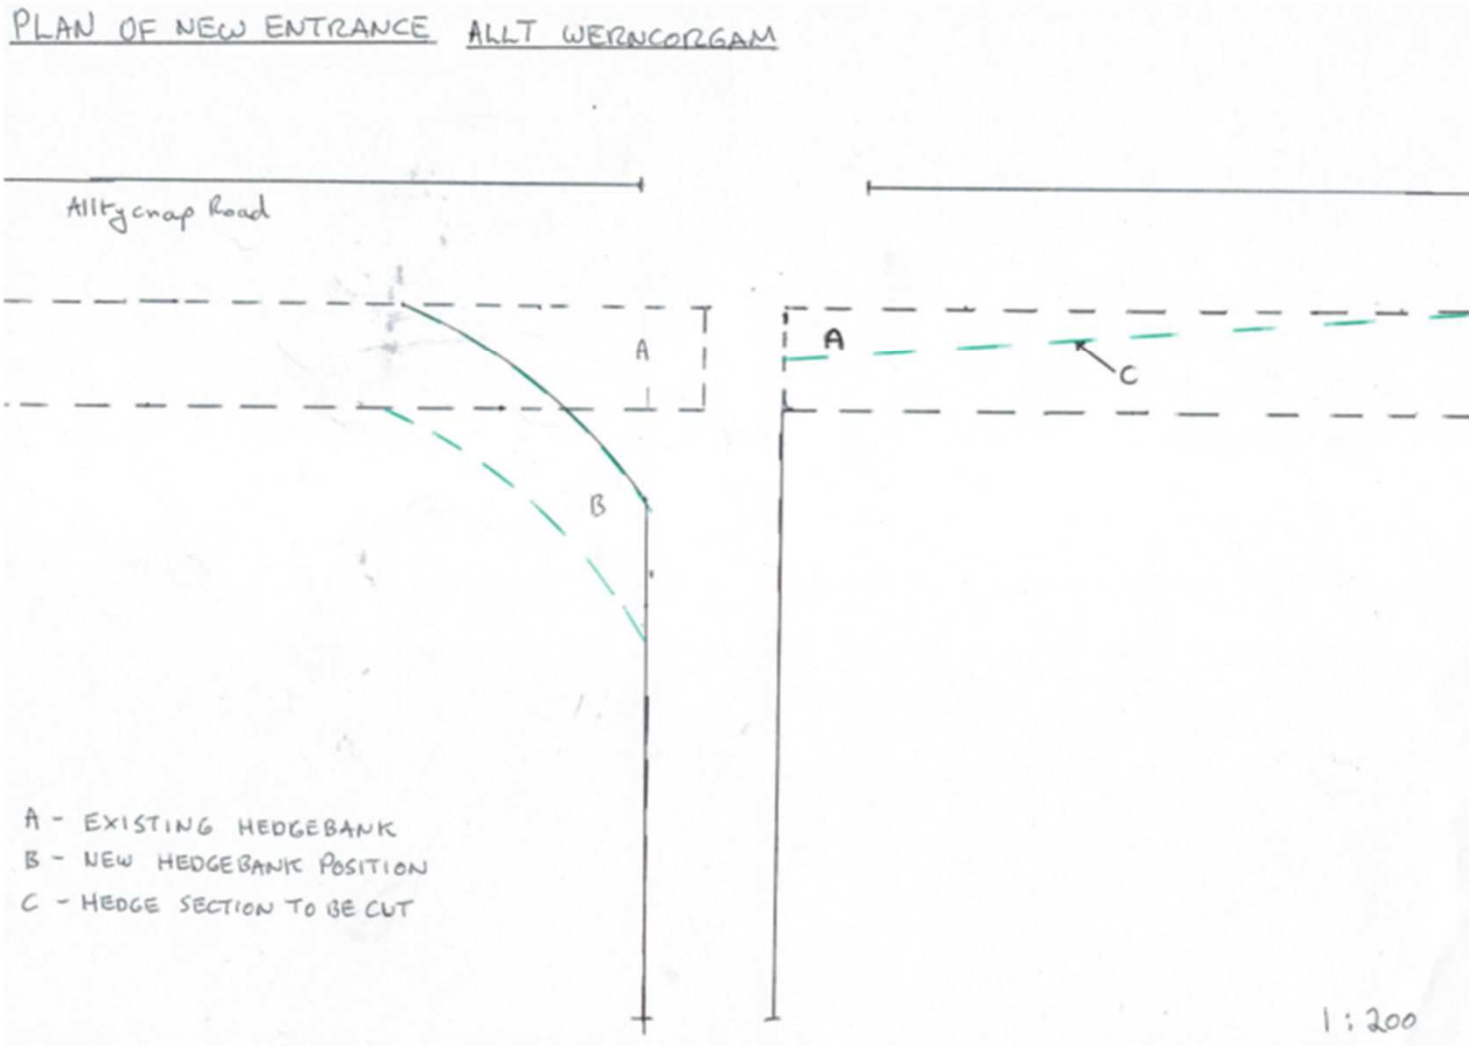 PLAN OF NEW ENTRANCE ALLT WERNCORGAM
Alltycnap Road
A
A
C
B
A - EXISTING HEDGEBANK
B - NEW HEDGEBANK POSITION
C - HEDGE SECTION TO BE CUT
1:200